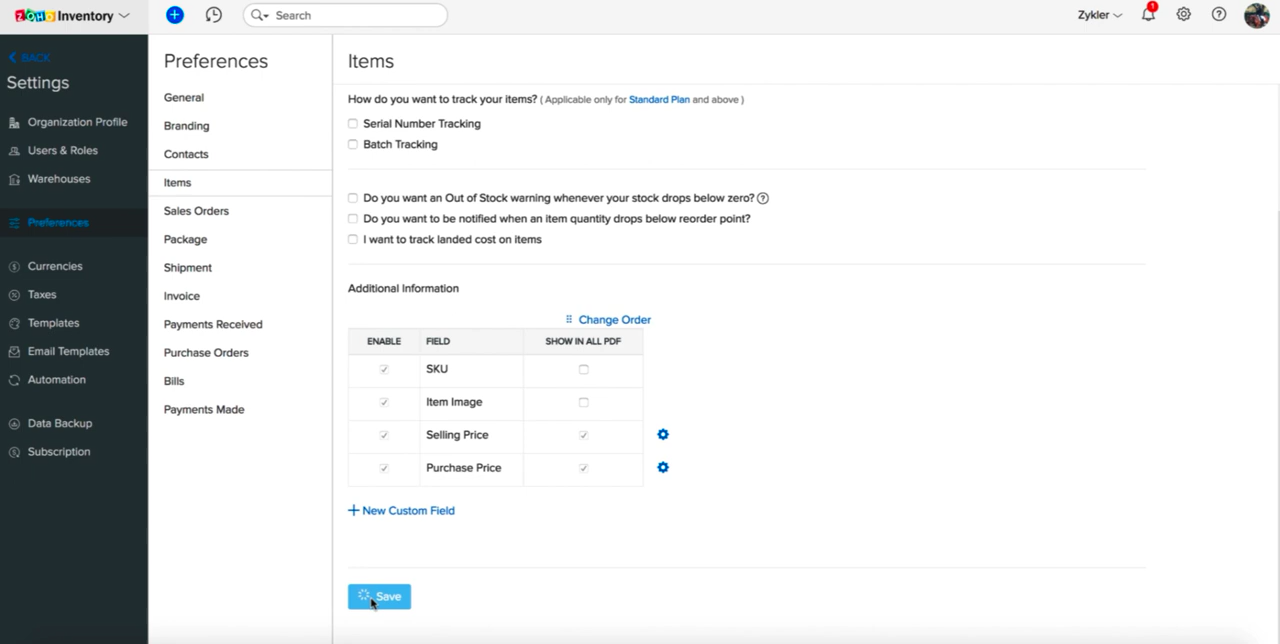 ZOHO Inventory
Search
Zykler
1
BACK
Settings
Organization Profile
Users & Roles
Warehouses
Preferences
Currencies
Taxes
Templates
Email Templates
Automation
Data Backup
Subscription
Preferences
General
Branding
Contacts
Items
Sales Orders
Package
Shipment
Invoice
Payments Received
Purchase Orders
Bills
Payments Made
Items
How do you want to track your items? ( Applicable only for Standard Plan and above )
Serial Number Tracking
Batch Tracking
Do you want an Out of Stock warning whenever your stock drops below zero? ?
Do you want to be notified when an item quantity drops below reorder point?
I want to track landed cost on items
Additional Information
Change Order
ENABLE FIELD SHOW IN ALL PDF
SKU
Item Image
Selling Price
Purchase Price
+ New Custom Field
Save